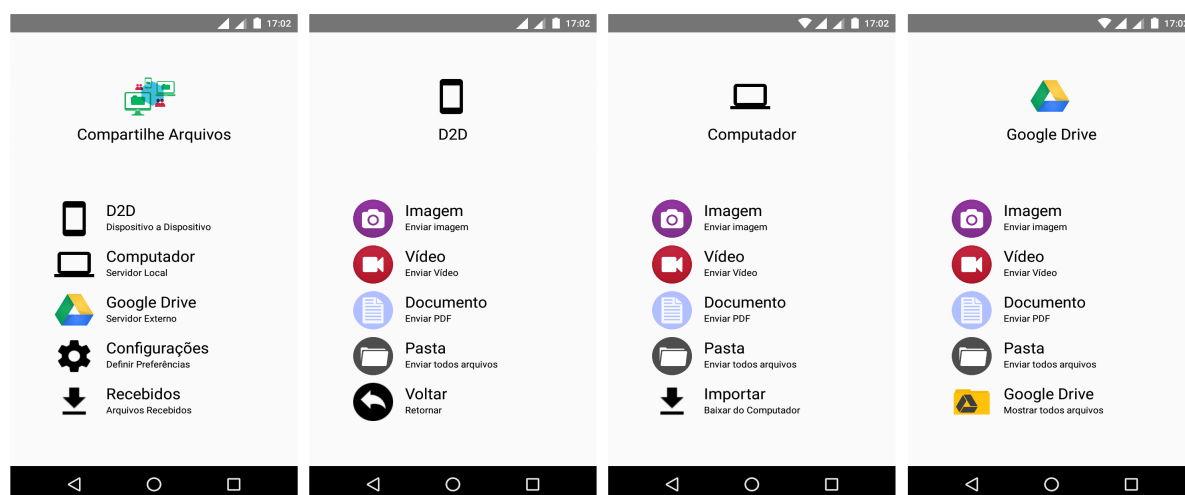 17:02
Compartilhe Arquivos
D2D
Dispositivo a Dispositivo
Computador
Servidor Local
Google Drive
Servidor Externo
Configurações
Definir Preferências
Recebidos
Arquivos Recebidos
17:02
D2D
Imagem
Enviar imagem
Vídeo
Enviar Vídeo
Documento
Enviar PDF
Pasta
Enviar todos arquivos
Voltar
Retornar
17:02
Computador
Imagem
Enviar imagem
Vídeo
Enviar Vídeo
Documento
Enviar PDF
Pasta
Enviar todos arquivos
Importar
Baixar do Computador
17:02
Google Drive
Imagem
Enviar imagem
Vídeo
Enviar Vídeo
Documento
Enviar PDF
Pasta
Enviar todos arquivos
Google Drive
Mostrar todos arquivos